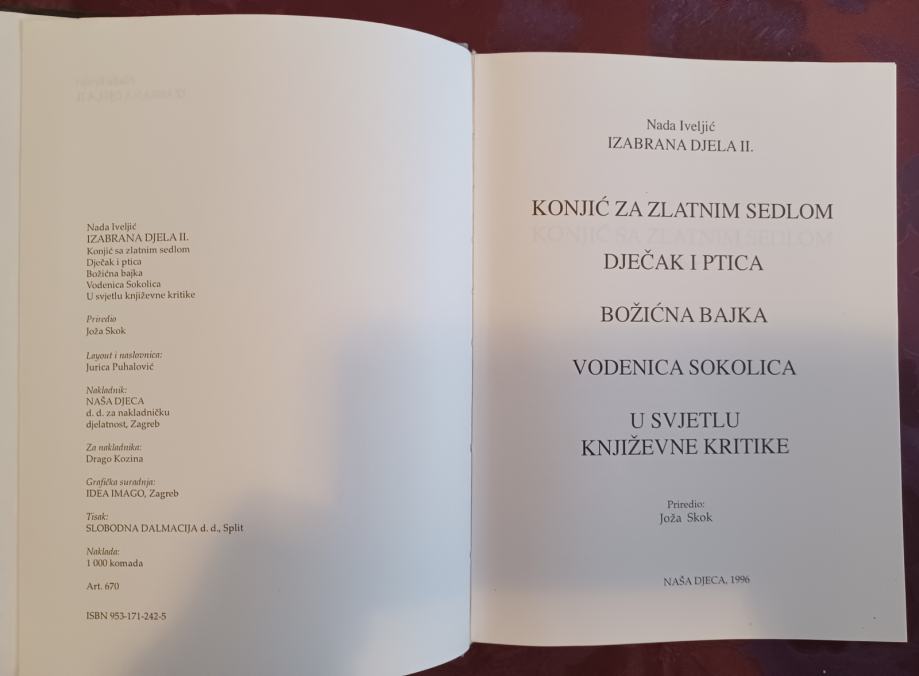 Nada Iveljić
IZABRANA DJELA II.
Konjić sa zlatnim sedlom
Dječak i ptica
Božićna bajka
Vodenica Sokolica
U svjetlu književne kritike
Priredio
Joža Skok
Layout i naslovnica:
Jurica Puhalović
Nakladnik:
NAŠA DJECA
d. d. za nakladničku
djelatnost, Zagreb
Za nakladnika:
Drago Kozina
Grafička suradnja:
IDEA IMAGO, Zagreb
Tisak:
SLOBODNA DALMACIJA d. d., Split
Naklada:
1 000 komada
Art. 670
ISBN 953-171-242-5
Nada Iveljić
IZABRANA DJELA II.
KONJIĆ ZA ZLATNIM SEDLOM
KONJIĆ SA ZLATNIM SEDLOM
DJEČAK I PTICA
BOŽIĆNA BAJKA
VODENICA SOKOLICA
U SVJETLU
KNJIŽEVNE KRITIKE
Priredio:
Joža Skok
NAŠA DJECA, 1996